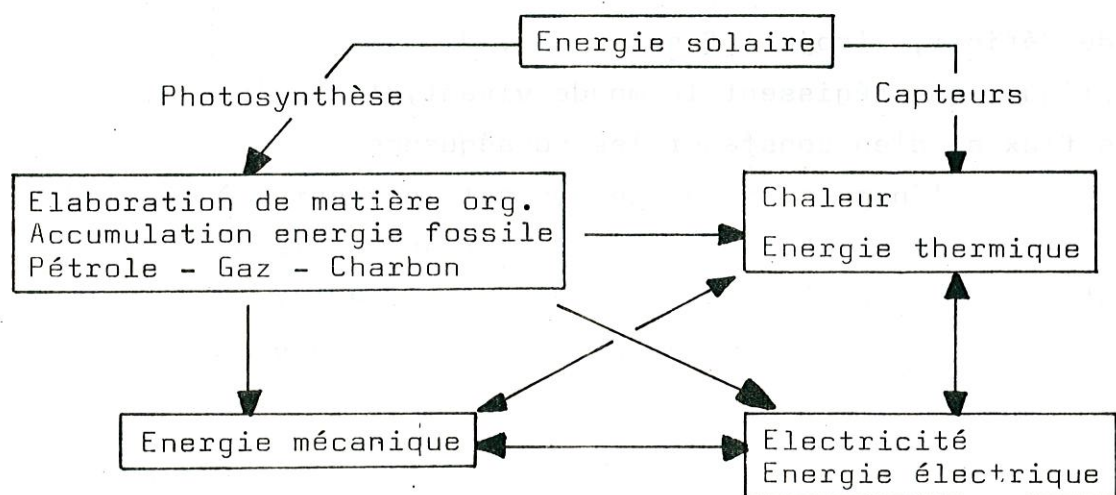 Energie solaire
Photosynthèse
Capteurs
Elaboration de matière org.
Accumulation energie fossile
Pétrole - Gaz - Charbon
Chaleur
Energie thermique
Energie mécanique
Electricité
Energie électrique